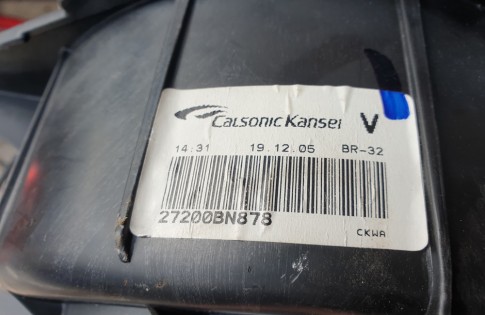 Calsonic Kansei V
14:31 19.12.05 BR-32
27200BN878
CKWA